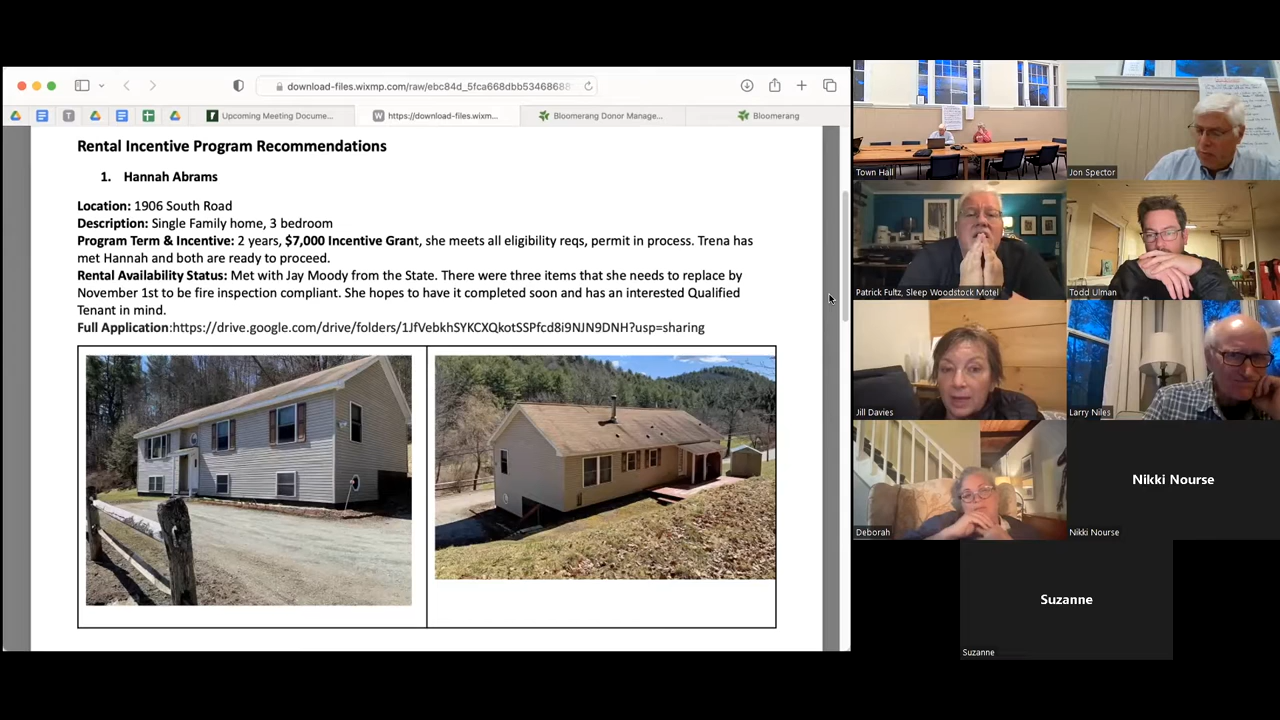 download-files.wixmp.com/raw/ebc84d_5fca668dbb53468688
Upcoming Meeting Docume...
https://download-files.wixm...
Bloomerang Donor Manage...
Bloomerang
Rental Incentive Program Recommendations
1. Hannah Abrams
Location: 1906 South Road
Description: Single Family home, 3 bedroom
Program Term & Incentive: 2 years, $7,000 Incentive Grant, she meets all eligibility reqs, permit in process. Trena has
met Hannah and both are ready to proceed.
Rental Availability Status: Met with Jay Moody from the State. There were three items that she needs to replace by
November 1st to be fire inspection compliant. She hopes to have it completed soon and has an interested Qualified
Tenant in mind.
Full Application:https://drive.google.com/drive/folders/1JfVebkhSYKCXQkotSSPfcd8i9NJN9DNH?usp=sharing
Town Hall
Jon Spector
Patrick Fultz, Sleep Woodstock Motel
Todd Ulman
Jill Davies
Larry Niles
Deborah
Nikki Nourse
Nikki Nourse
Suzanne
Suzanne